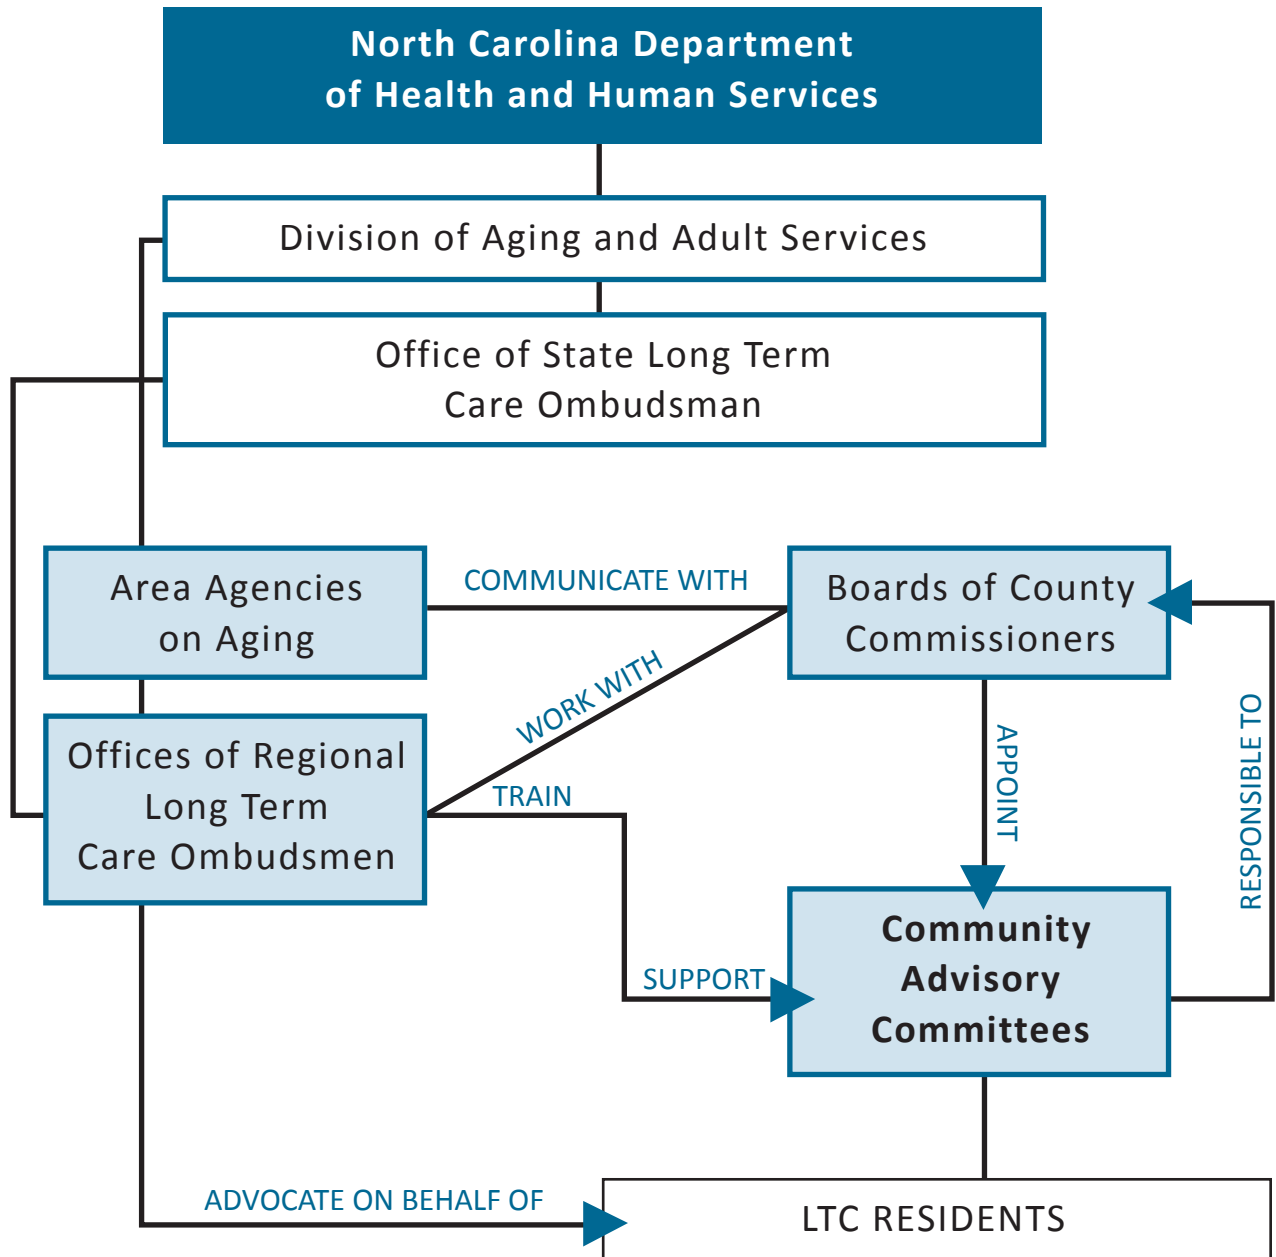 North Carolina Department
of Health and Human Services
Division of Aging and Adult Services
Office of State Long Term
Care Ombudsman
Area Agencies
on Aging
COMMUNICATE WITH
Boards of County
Commissioners
WORK WITH
Offices of Regional
Long Term
Care Ombudsmen
TRAIN
APPOINT
RESPONSIBLE TO
SUPPORT
Community
Advisory
Committees
ADVOCATE ON BEHALF OF
LTC RESIDENTS